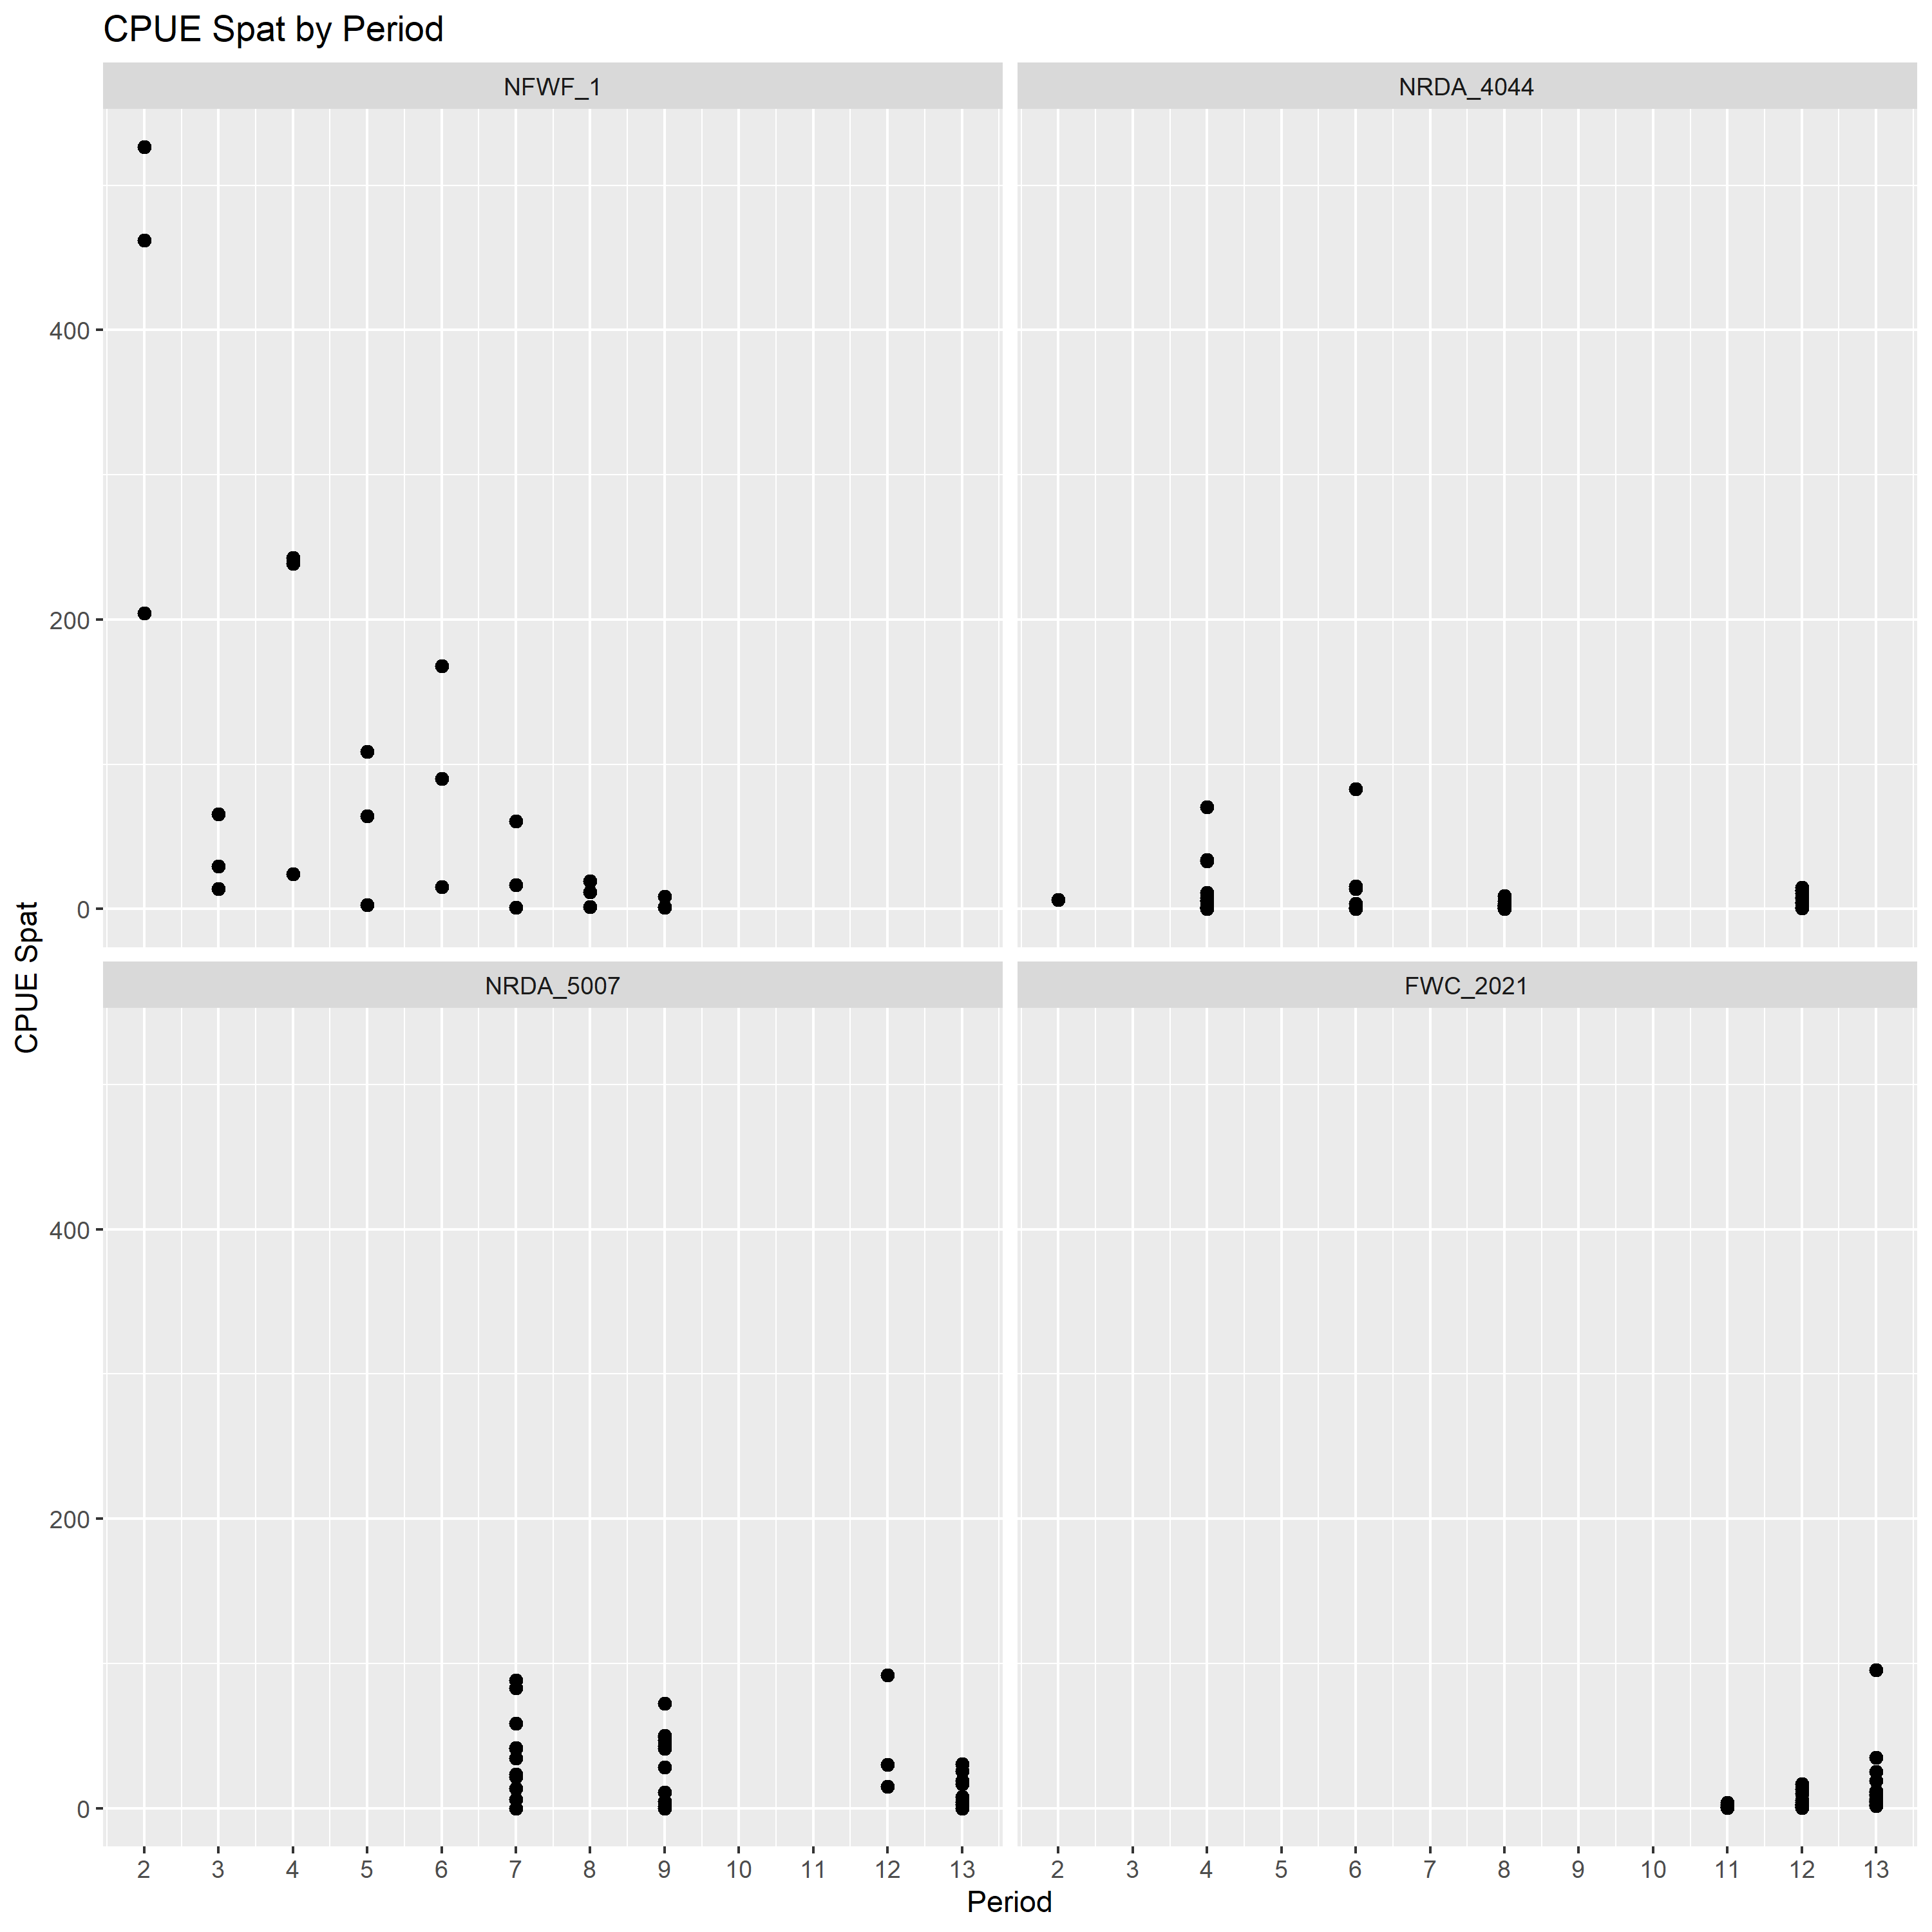 CPUE Spat by Period
NFWF_1
NRDA_4044
400
200
0
CPUE Spat
NRDA_5007
FWC_2021
400
200
0
2 3 4 5 6 7 8 9 10 11 12 13
2 3 4 5 6 7 8 9 10 11 12 13
Period